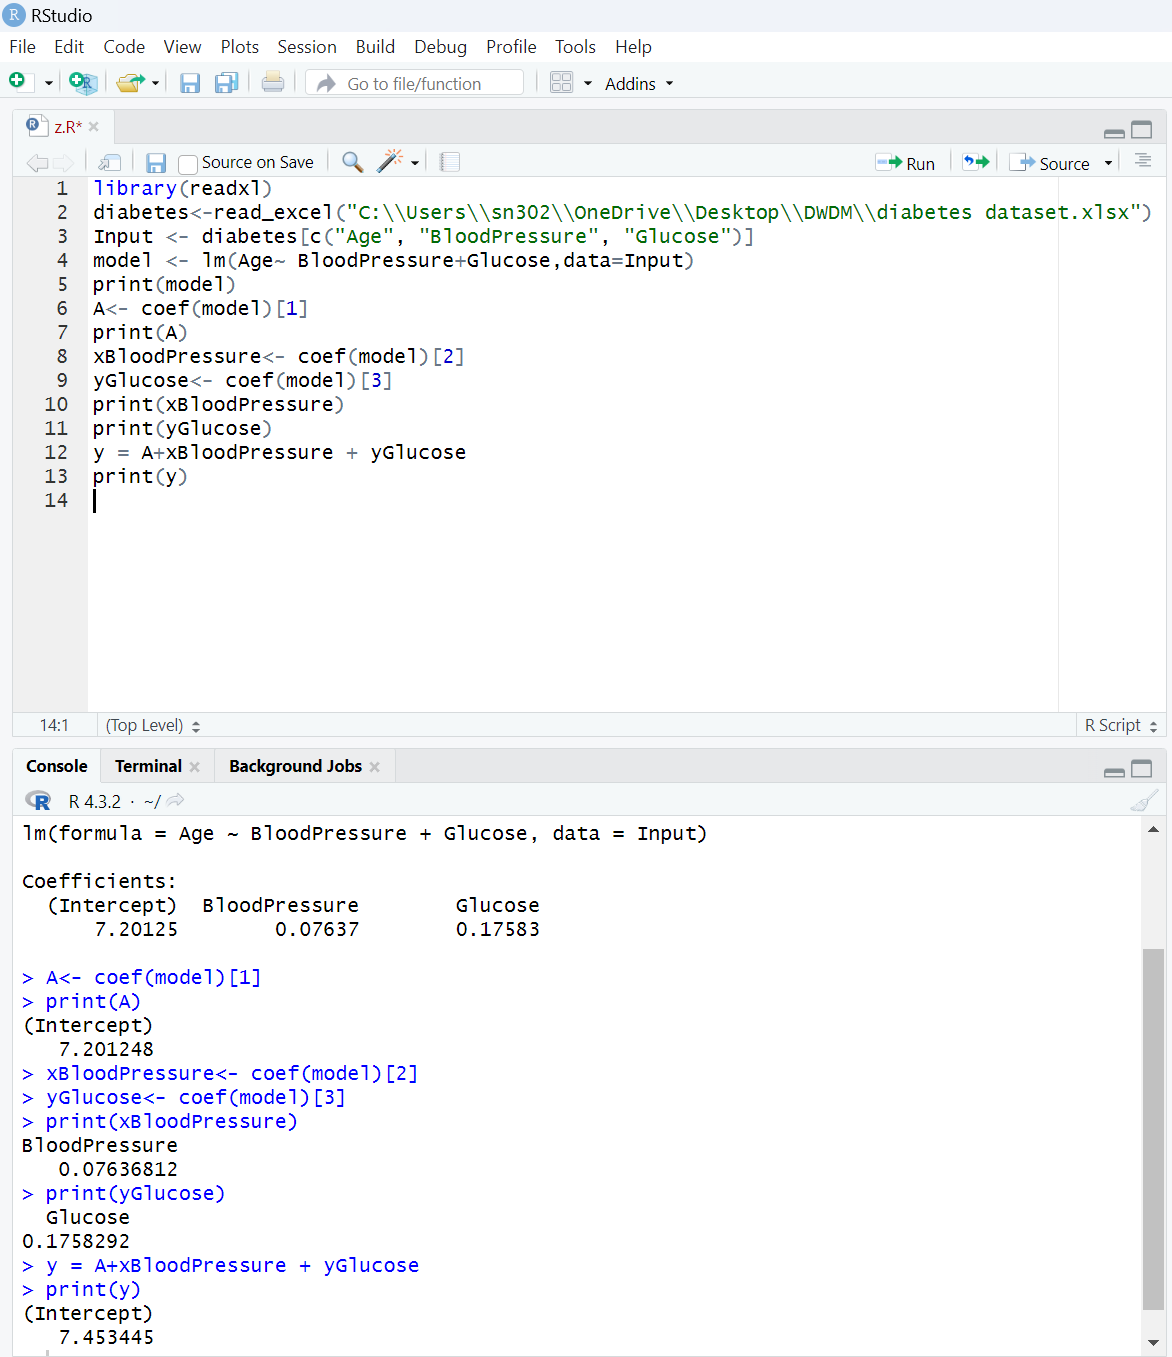 RStudio
File Edit Code View Plots Session Build Debug Profile Tools Help
Go to file/function Addins
z.R*
Source on Save Run Source
1 library(readxl)
2 diabetes<-read_excel("C:\\Users\\sn302\\OneDrive\\Desktop\\DWDM\\diabetes dataset.xlsx")
3 Input <- diabetes[c("Age", "BloodPressure", "Glucose")]
4 model <- lm(Age~ BloodPressure+Glucose,data=Input)
5 print(model)
6 A<- coef(model)[1]
7 print(A)
8 xBloodPressure<- coef(model)[2]
9 yGlucose<- coef(model)[3]
10 print(xBloodPressure)
11 print(yGlucose)
12 y = A+xBloodPressure + yGlucose
13 print(y)
14
14:1 (Top Level) R Script
Console Terminal Background Jobs
R R 4.3.2 · ~/
lm(formula = Age ~ BloodPressure + Glucose, data = Input)
Coefficients:
(Intercept) BloodPressure Glucose
7.20125 0.07637 0.17583
> A<- coef(model)[1]
> print(A)
(Intercept)
7.201248
> xBloodPressure<- coef(model)[2]
> yGlucose<- coef(model)[3]
> print(xBloodPressure)
BloodPressure
0.07636812
> print(yGlucose)
Glucose
0.1758292
> y = A+xBloodPressure + yGlucose
> print(y)
(Intercept)
7.453445